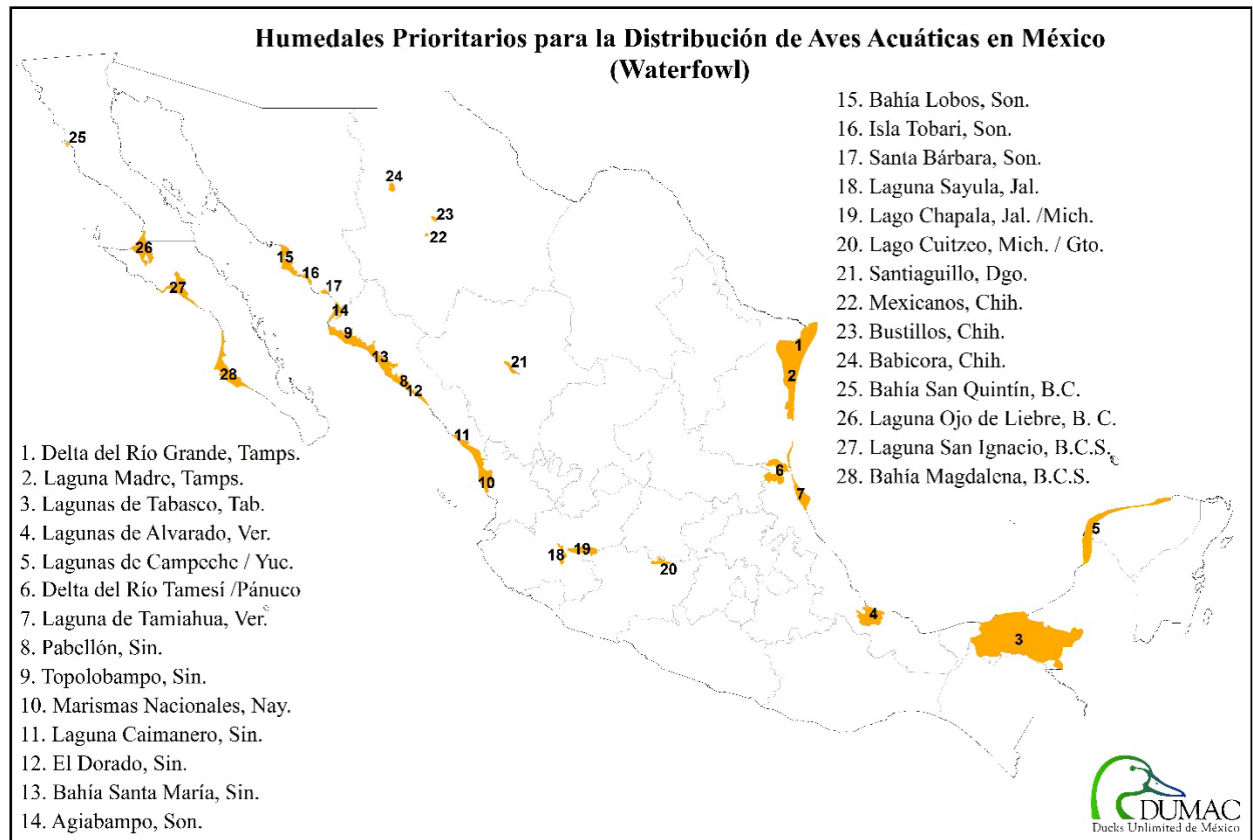 Humedales Prioritarios para la Distribución de Aves Acuáticas en México
(Waterfowl)
15. Bahía Lobos, Son.
16. Isla Tobari, Son.
17. Santa Bárbara, Son.
18. Laguna Sayula, Jal.
19. Lago Chapala, Jal. /Mich.
20. Lago Cuitzeo, Mich. / Gto.
21. Santiaguillo, Dgo.
22. Mexicanos, Chih.
23. Bustillos, Chih.
24. Babicora, Chih.
25. Bahía San Quintín, B.C.
26. Laguna Ojo de Liebre, B. C.
27. Laguna San Ignacio, B.C.S.
28. Bahía Magdalena, B.C.S.
25
24
23
22
26
15
27
16
17
14
9
1
13
21
2
28
8
12
11
6
10
7
5
18
19
20
4
3
1. Delta del Río Grande, Tamps.
2. Laguna Madre, Tamps.
3. Lagunas de Tabasco, Tab.
4. Lagunas de Alvarado, Ver.
5. Lagunas de Campeche / Yuc.
6. Delta del Río Tamesí /Pánuco
7. Laguna de Tamiahua, Ver.
8. Pabellón, Sin.
9. Topolobampo, Sin.
10. Marismas Nacionales, Nay.
11. Laguna Caimanero, Sin.
12. El Dorado, Sin.
13. Bahía Santa María, Sin.
14. Agiabampo, Son.
DUMAC
Ducks Unlimited de México